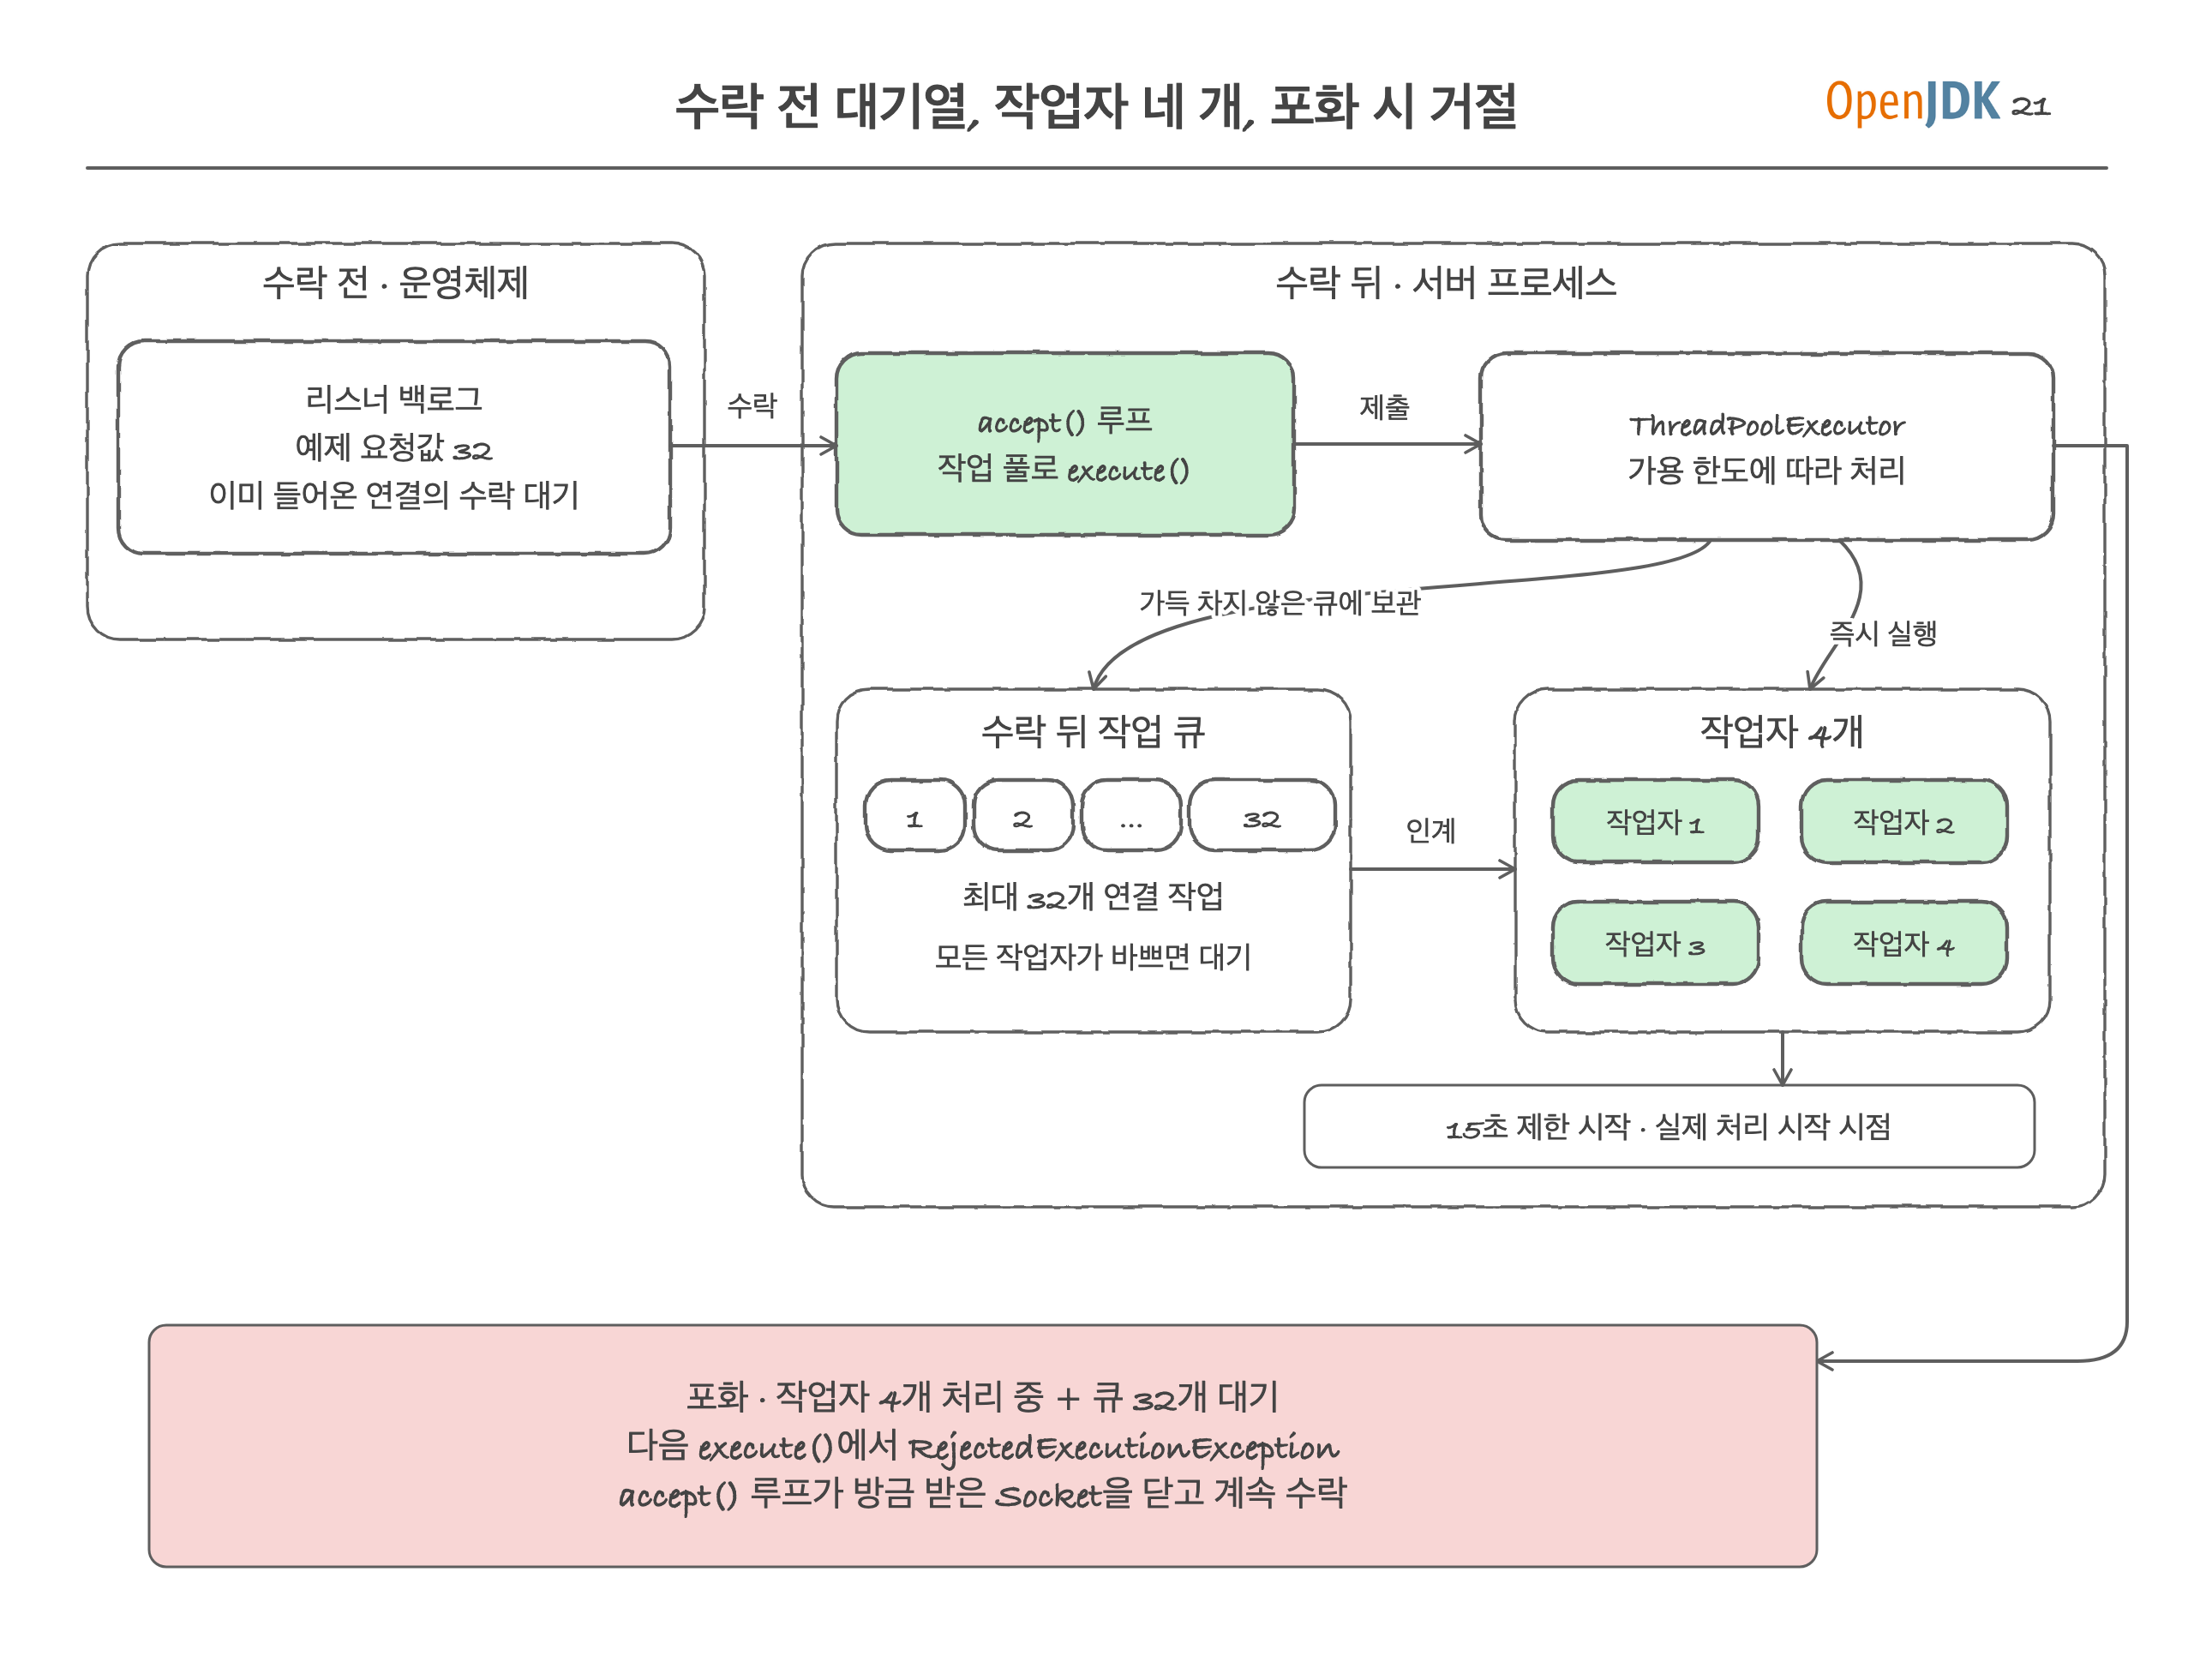 수락 전 대기열, 작업자 네 개, 포화 시 거절
OpenJDK 21
수락 전 · 운영체제
리스너 백로그
예제 요청값 32
이미 들어온 연결의 수락 대기
수락
수락 뒤 · 서버 프로세스
accept() 루프
작업 풀로 execute()
제출
ThreadPoolExecutor
가용 한도에 따라 처리
가득 차지 않은 큐에 보관
즉시 실행
수락 뒤 작업 큐
1 2 ... 32
최대 32개 연결 작업
모든 작업자가 바쁘면 대기
인계
작업자 4개
작업자 1 작업자 2
작업자 3 작업자 4
15초 제한 시작 · 실제 처리 시작 시점
포화 · 작업자 4개 처리 중 + 큐 32개 대기
다음 execute()에서 RejectedExecutionException
accept() 루프가 방금 받은 Socket을 닫고 계속 수락